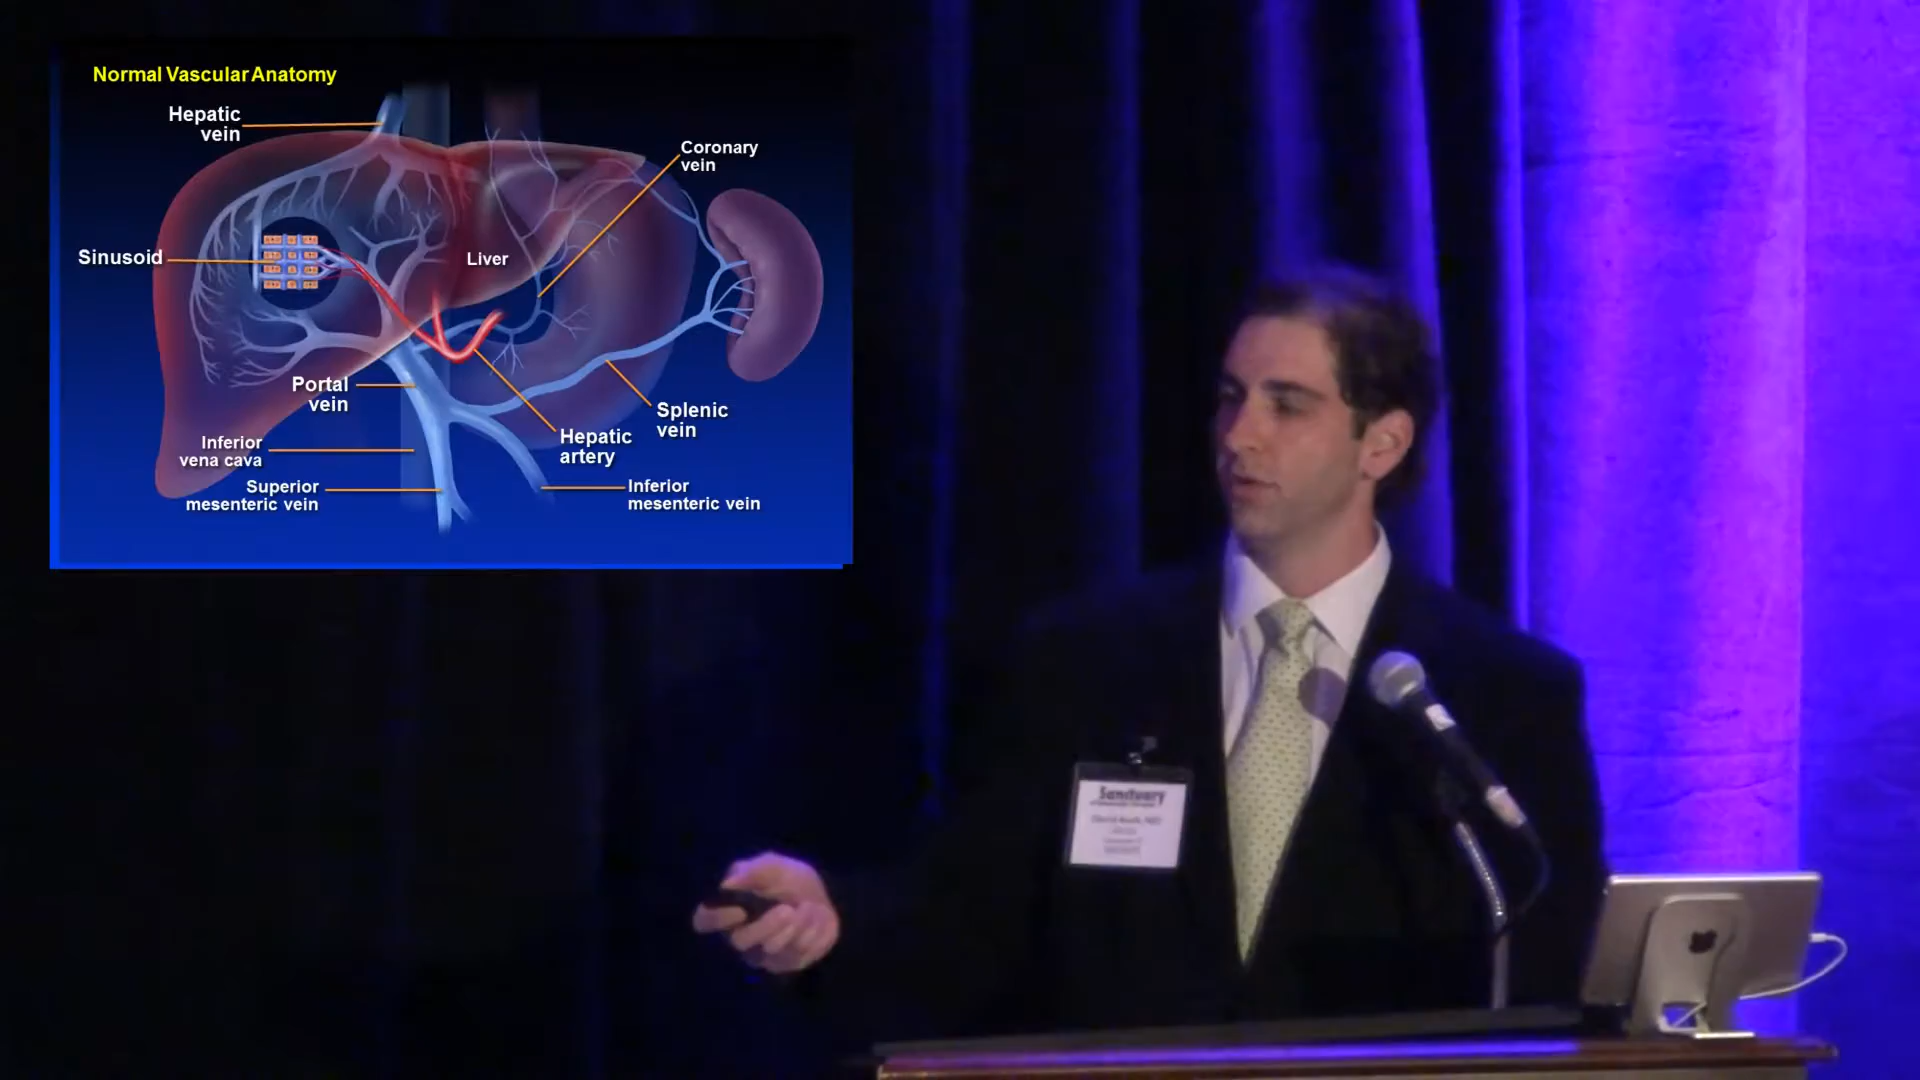 Normal Vascular Anatomy
Hepatic
vein
Coronary
vein
Sinusoid
Liver
Portal
vein
Splenic
vein
Hepatic
artery
Inferior
vena cava
Superior
mesenteric vein
Inferior
mesenteric vein
Sanctuary